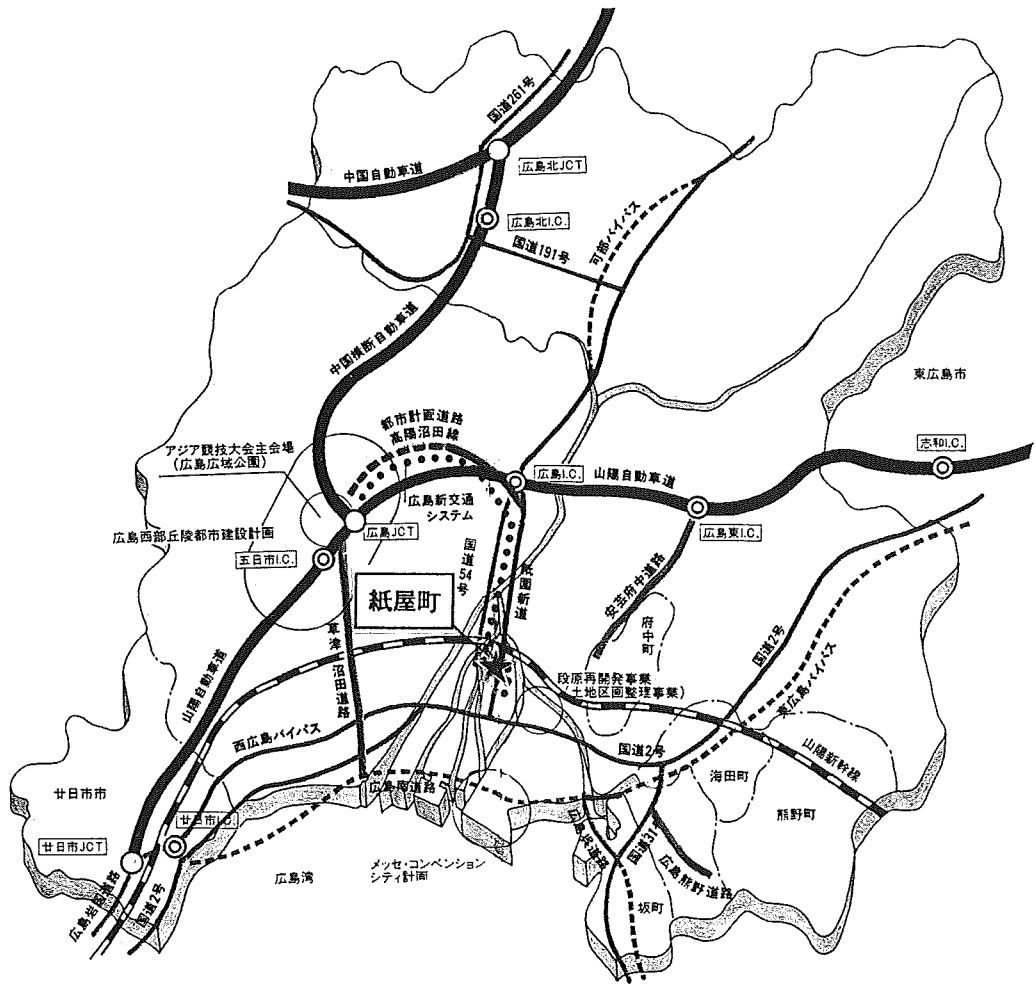 国道261号
中国自動車道
広島北JCT
広島北I.C.
国道191号
可部バイパス
中国横断自動車道
東広島市
都市計画道路
高陽沼田線
アジア競技大会主会場
(広島広域公園)
志和I.C.
広島I.C.
山陽自動車道
広島新交通
システム
広島JCT
広島東I.C.
広島西部丘陵都市建設計画
五日市I.C.
国道54号
祇園新道
安芸府中道路
紙屋町
府中町
草津沼田道路
国道2号
東広島バイパス
段原再開発事業
(土地区画整理事業)
山陽自動車道
西広島バイパス
国道2号
山陽新幹線
海田町
廿日市市
広島南道路
熊野町
廿日市I.C.
廿日市JCT
広島呉道路
国道31号
広島熊野道路
メッセ・コンベンション
シティ計画
広島湾
坂町
広島岩国道路
国道2号